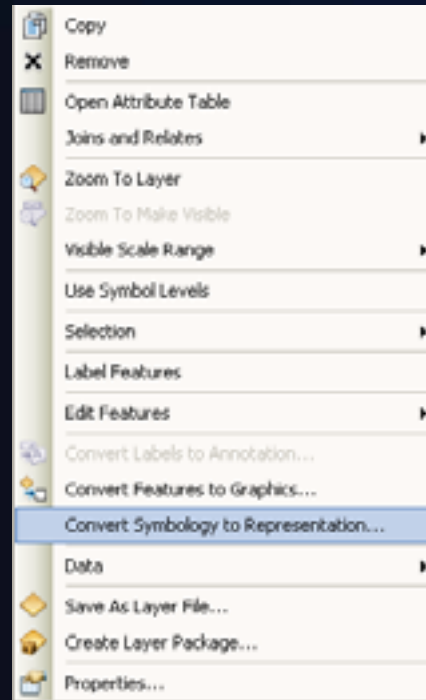 Copy
Remove
Open Attribute Table
Joins and Relates
Zoom To Layer
Zoom To Make Visible
Visible Scale Range
Use Symbol Levels
Selection
Label Features
Edit Features
Convert Labels to Annotation...
Convert Features to Graphics...
Convert Symbology to Representation...
Data
Save As Layer File...
Create Layer Package...
Properties...